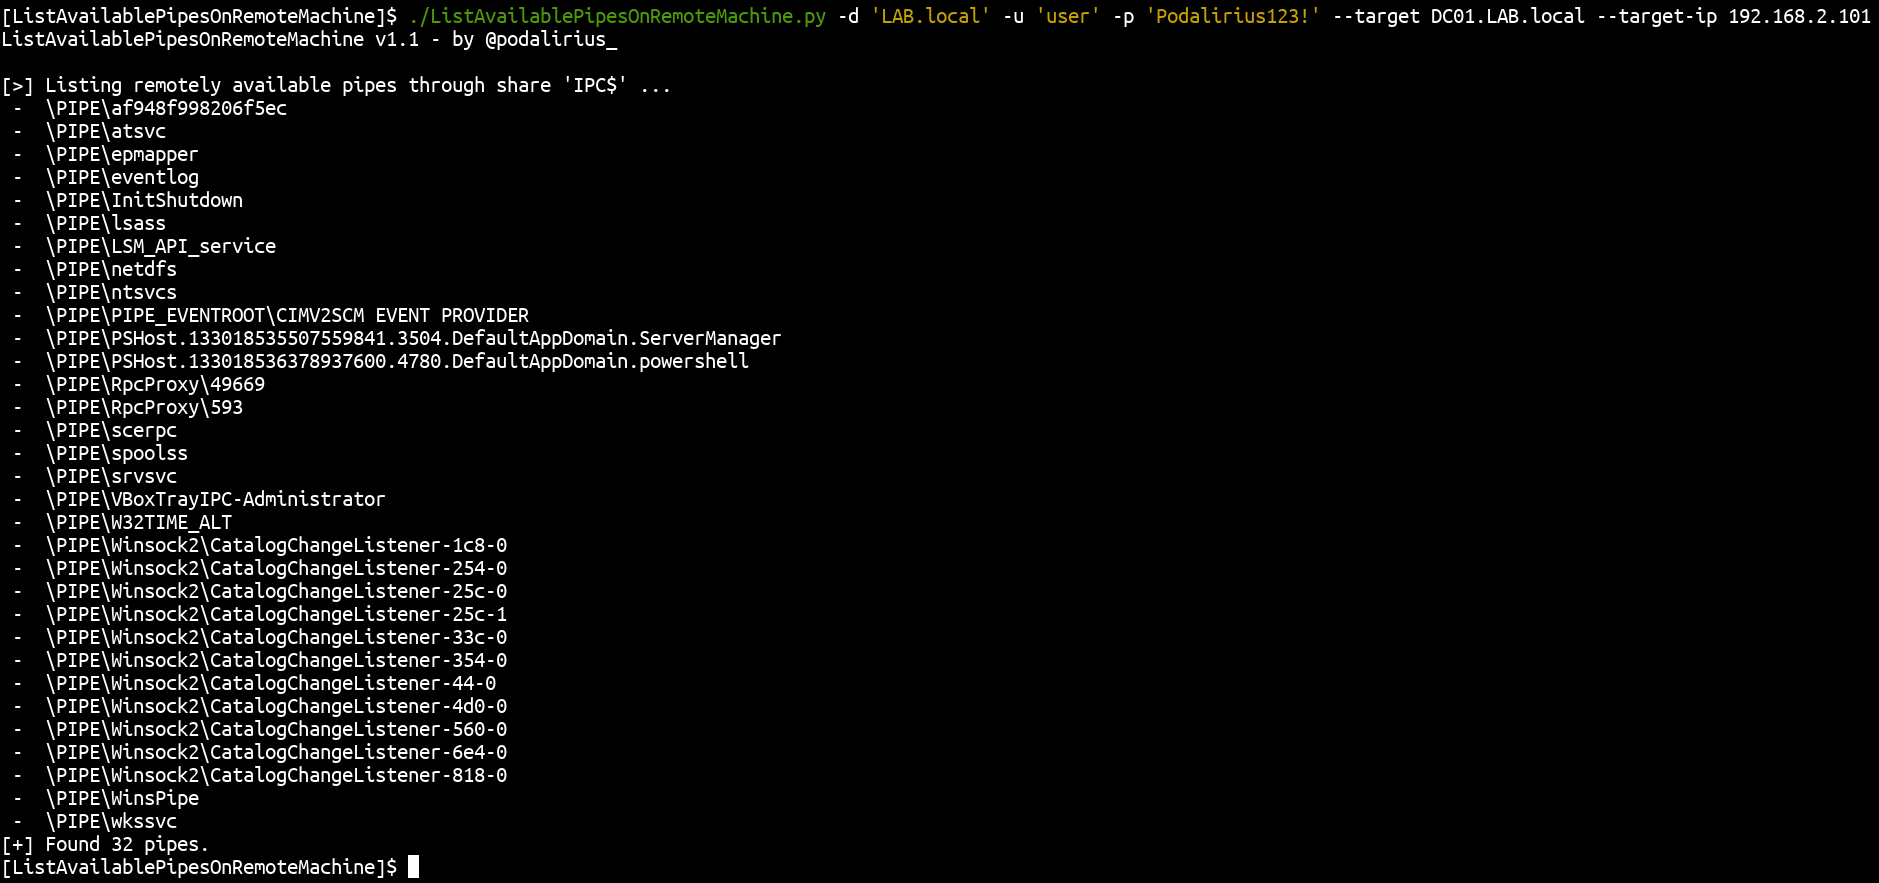 [ListAvailablePipesOnRemoteMachine]$ ./ListAvailablePipesOnRemoteMachine.py -d 'LAB.local' -u 'user' -p 'Podalirius123!' --target DC01.LAB.local --target-ip 192.168.2.101
ListAvailablePipesOnRemoteMachine v1.1 - by @podalirius_

[>] Listing remotely available pipes through share 'IPC$' ...
 -  \PIPE\af948f998206f5ec
 -  \PIPE\atsvc
 -  \PIPE\epmapper
 -  \PIPE\eventlog
 -  \PIPE\InitShutdown
 -  \PIPE\lsass
 -  \PIPE\LSM_API_service
 -  \PIPE\netdfs
 -  \PIPE\ntsvcs
 -  \PIPE\PIPE_EVENTROOT\CIMV2SCM EVENT PROVIDER
 -  \PIPE\PSHost.133018535507559841.3504.DefaultAppDomain.ServerManager
 -  \PIPE\PSHost.133018536378937600.4780.DefaultAppDomain.powershell
 -  \PIPE\RpcProxy\49669
 -  \PIPE\RpcProxy\593
 -  \PIPE\scerpc
 -  \PIPE\spoolss
 -  \PIPE\srvsvc
 -  \PIPE\VBoxTrayIPC-Administrator
 -  \PIPE\W32TIME_ALT
 -  \PIPE\Winsock2\CatalogChangeListener-1c8-0
 -  \PIPE\Winsock2\CatalogChangeListener-254-0
 -  \PIPE\Winsock2\CatalogChangeListener-25c-0
 -  \PIPE\Winsock2\CatalogChangeListener-25c-1
 -  \PIPE\Winsock2\CatalogChangeListener-33c-0
 -  \PIPE\Winsock2\CatalogChangeListener-354-0
 -  \PIPE\Winsock2\CatalogChangeListener-44-0
 -  \PIPE\Winsock2\CatalogChangeListener-4d0-0
 -  \PIPE\Winsock2\CatalogChangeListener-560-0
 -  \PIPE\Winsock2\CatalogChangeListener-6e4-0
 -  \PIPE\Winsock2\CatalogChangeListener-818-0
 -  \PIPE\WinsPipe
 -  \PIPE\wkssvc
[+] Found 32 pipes.
[ListAvailablePipesOnRemoteMachine]$